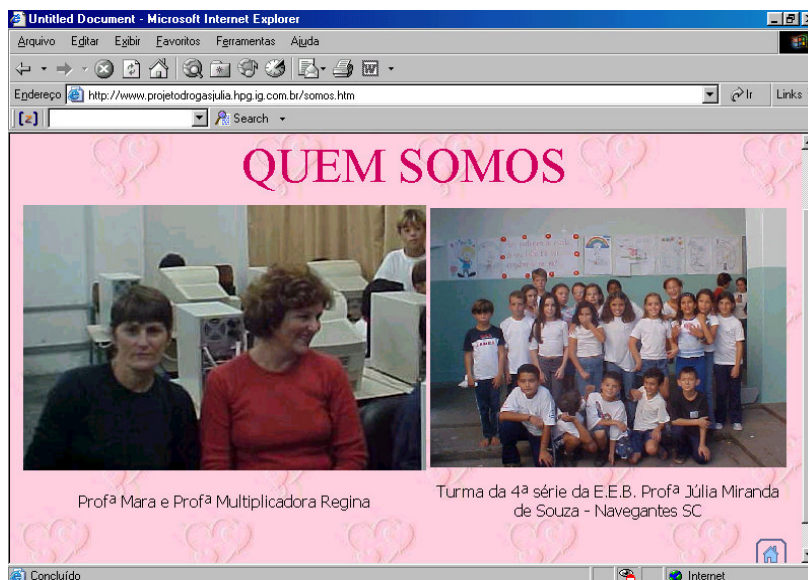 Untitled Document - Microsoft Internet Explorer
Arquivo Editar Exibir Favoritos Ferramentas Ajuda
Endereço http://www.projetodrogasjulia.hpg.ig.com.br/somos.htm Ir Links
[z] Search
QUEM SOMOS
Profª Mara e Profª Multiplicadora Regina
Turma da 4ª série da E.E.B. Profª Júlia Miranda
de Souza - Navegantes SC
Concluído Internet